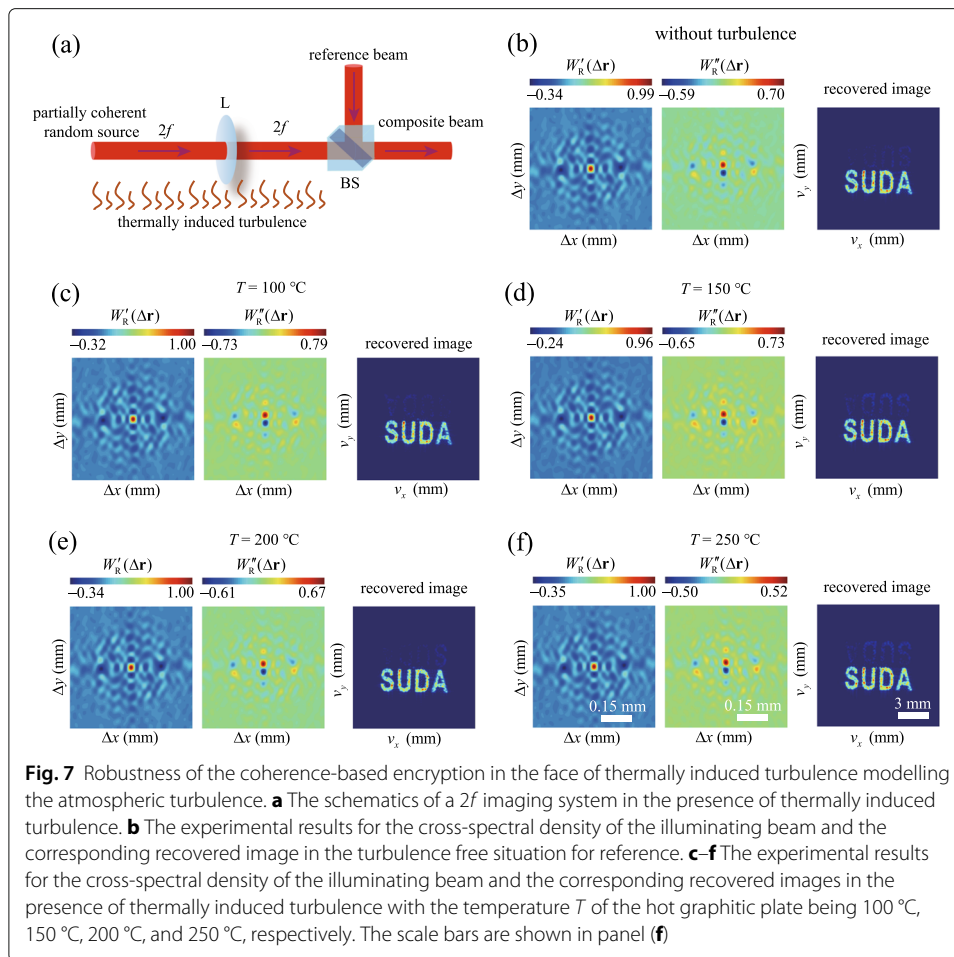 (a)
reference beam
partially coherent
random source
L
2f
2f
composite beam
BS
thermally induced turbulence
(b)
without turbulence
W′R(Δr)
−0.34 0.99
W″R(Δr)
−0.59 0.70
recovered image
Δy (mm)
Δx (mm)
Δx (mm)
νy (mm)
SUDA
νx (mm)
(c)
T = 100 °C
W′R(Δr)
−0.32 1.00
W″R(Δr)
−0.73 0.79
recovered image
Δy (mm)
Δx (mm)
Δx (mm)
νy (mm)
SUDA
νx (mm)
(d)
T = 150 °C
W′R(Δr)
−0.24 0.96
W″R(Δr)
−0.65 0.73
recovered image
Δy (mm)
Δx (mm)
Δx (mm)
νy (mm)
SUDA
νx (mm)
(e)
T = 200 °C
W′R(Δr)
−0.34 1.00
W″R(Δr)
−0.61 0.67
recovered image
Δy (mm)
Δx (mm)
Δx (mm)
νy (mm)
SUDA
νx (mm)
(f)
T = 250 °C
W′R(Δr)
−0.35 1.00
W″R(Δr)
−0.50 0.52
recovered image
Δy (mm)
0.15 mm
Δx (mm)
0.15 mm
Δx (mm)
νy (mm)
SUDA
3 mm
νx (mm)
Fig. 7 Robustness of the coherence-based encryption in the face of thermally induced turbulence modelling
the atmospheric turbulence. a The schematics of a 2f imaging system in the presence of thermally induced
turbulence. b The experimental results for the cross-spectral density of the illuminating beam and the
corresponding recovered image in the turbulence free situation for reference. c–f The experimental results
for the cross-spectral density of the illuminating beam and the corresponding recovered images in the
presence of thermally induced turbulence with the temperature T of the hot graphitic plate being 100 °C,
150 °C, 200 °C, and 250 °C, respectively. The scale bars are shown in panel (f)